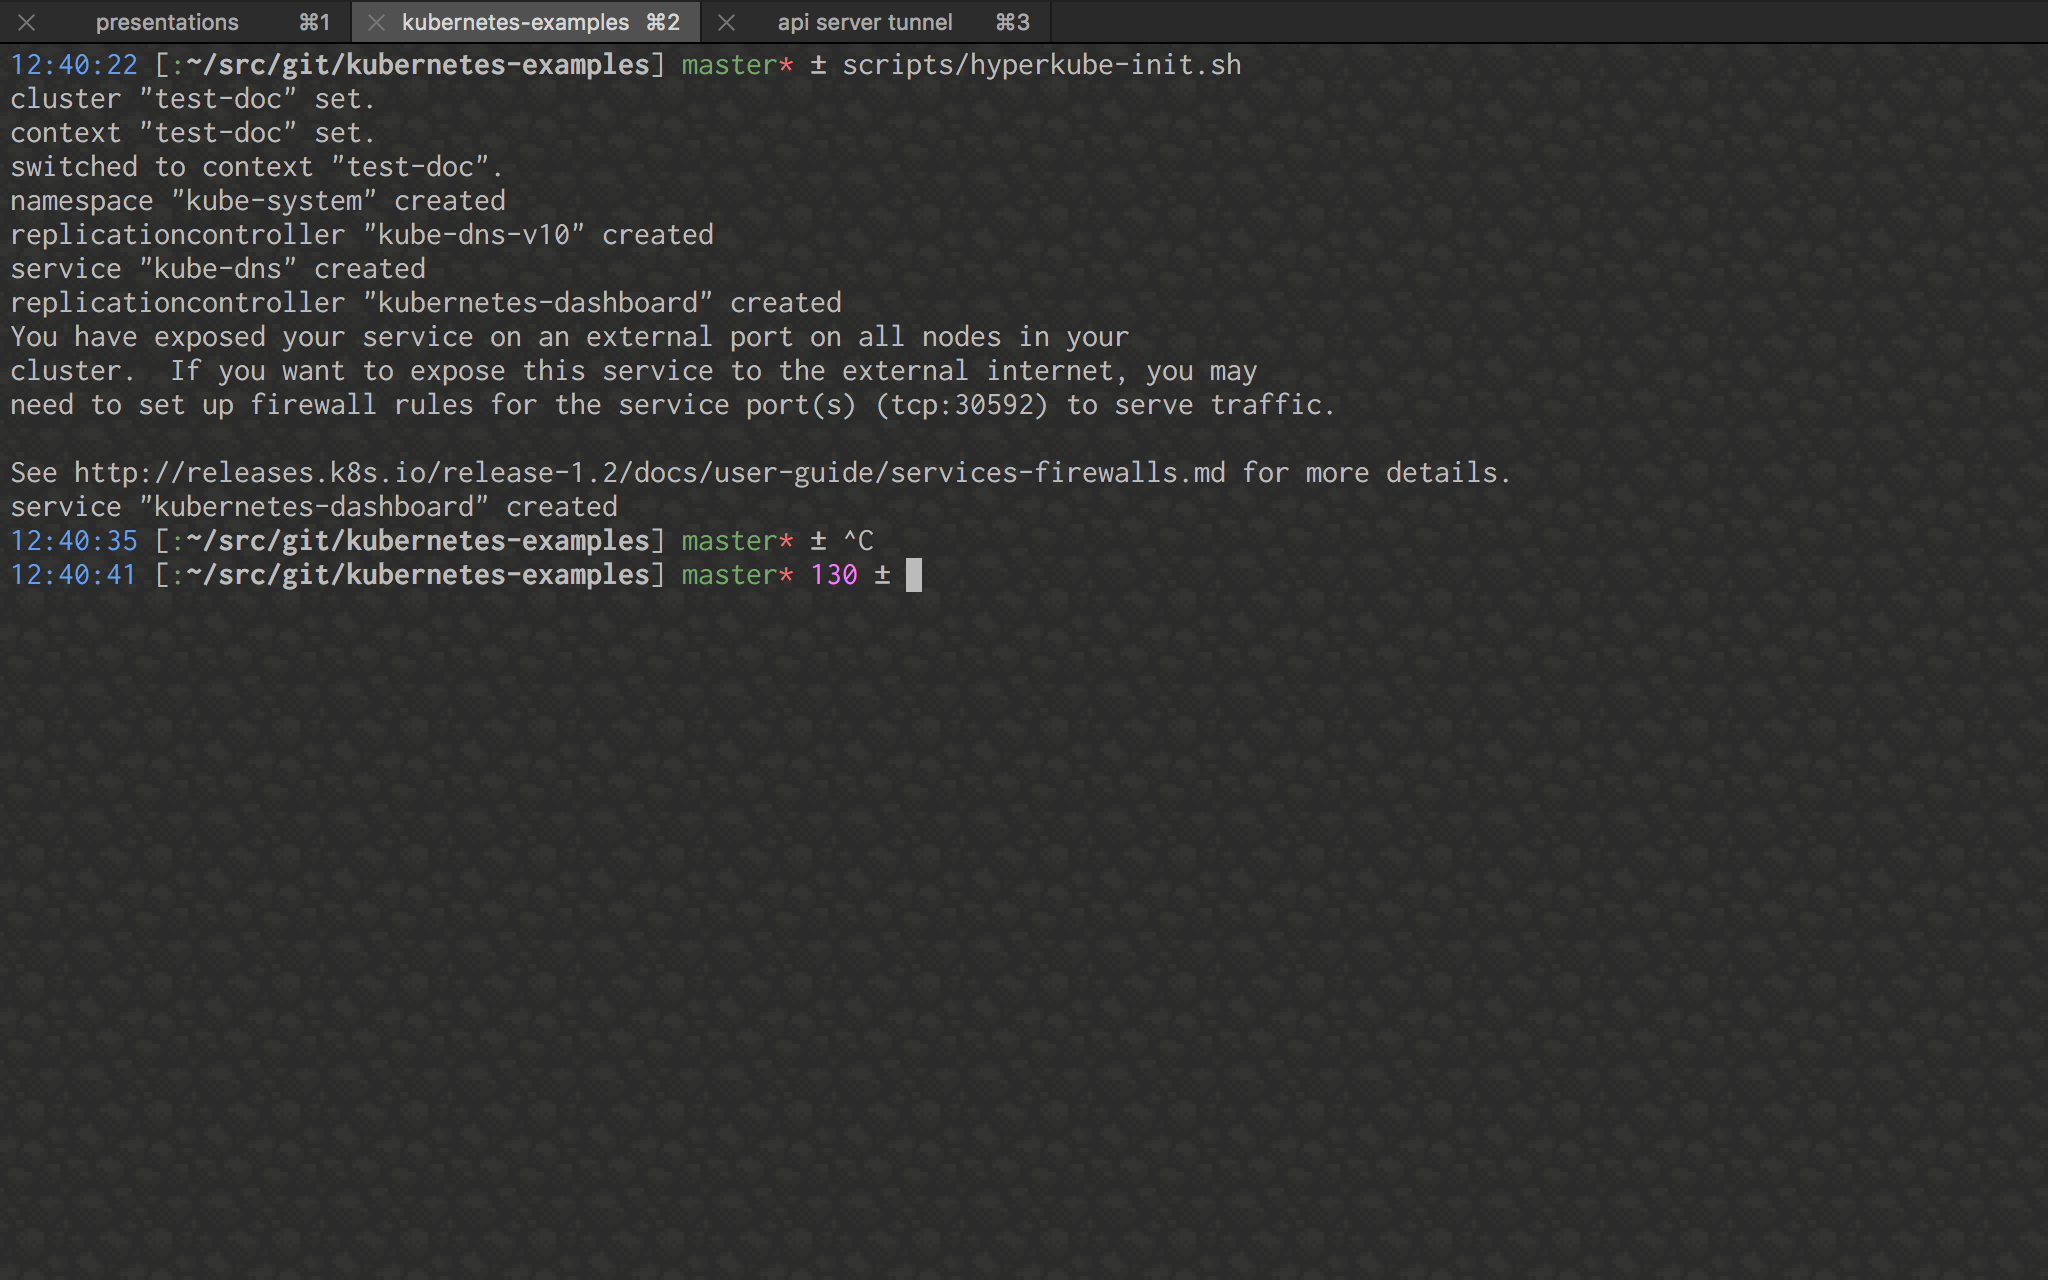 presentations ⌘1 kubernetes-examples ⌘2 api server tunnel ⌘3
12:40:22 [:~/src/git/kubernetes-examples] master* ± scripts/hyperkube-init.sh
cluster "test-doc" set.
context "test-doc" set.
switched to context "test-doc".
namespace "kube-system" created
replicationcontroller "kube-dns-v10" created
service "kube-dns" created
replicationcontroller "kubernetes-dashboard" created
You have exposed your service on an external port on all nodes in your
cluster.  If you want to expose this service to the external internet, you may
need to set up firewall rules for the service port(s) (tcp:30592) to serve traffic.
See http://releases.k8s.io/release-1.2/docs/user-guide/services-firewalls.md for more details.
service "kubernetes-dashboard" created
12:40:35 [:~/src/git/kubernetes-examples] master* ± ^C
12:40:41 [:~/src/git/kubernetes-examples] master* 130 ±